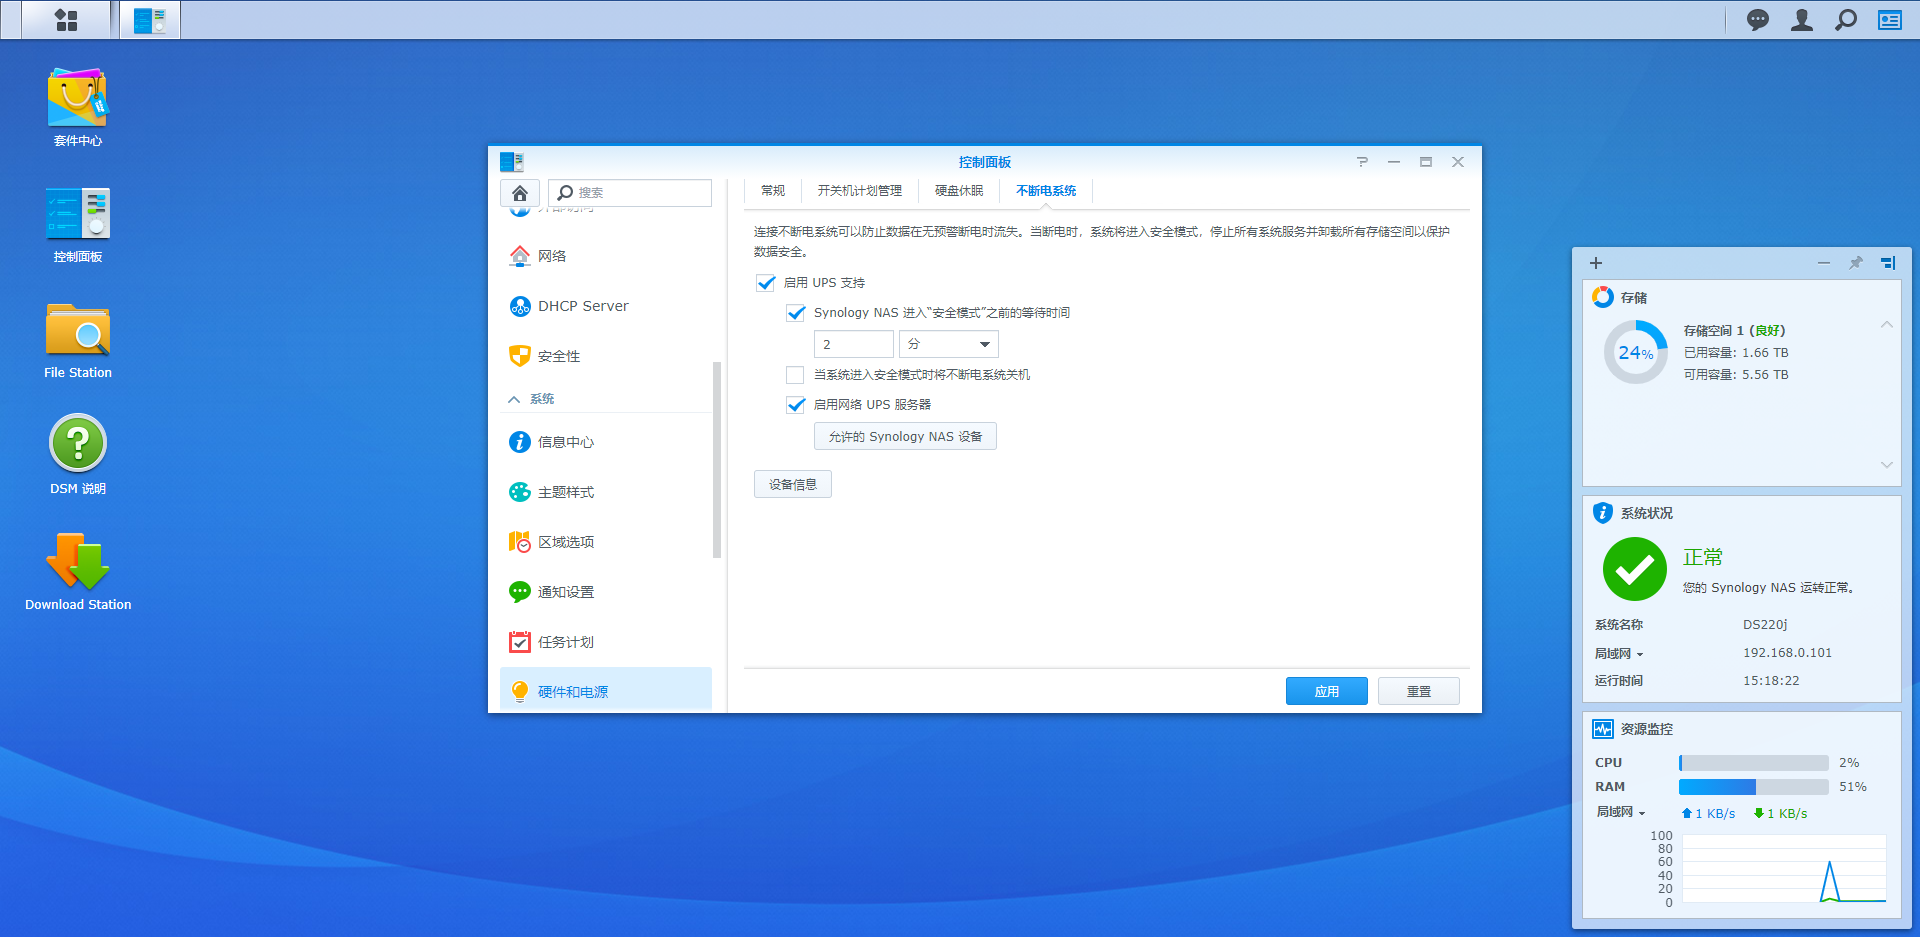 套件中心
控制面板
File Station
DSM 说明
Download Station
控制面板
搜索
外部访问
网络
DHCP Server
安全性
系统
信息中心
主题样式
区域选项
通知设置
任务计划
硬件和电源
常规
开关机计划管理
硬盘休眠
不断电系统
连接不断电系统可以防止数据在无预警断电时流失。当断电时，系统将进入安全模式，停止所有系统服务并卸载所有存储空间以保护
数据安全。
启用 UPS 支持
Synology NAS 进入“安全模式”之前的等待时间
2
分
当系统进入安全模式时将不断电系统关机
启用网络 UPS 服务器
允许的 Synology NAS 设备
设备信息
应用
重置
存储
24%
存储空间 1 (良好)
已用容量: 1.66 TB
可用容量: 5.56 TB
系统状况
正常
您的 Synology NAS 运转正常。
系统名称 DS220j
局域网 192.168.0.101
运行时间 15:18:22
资源监控
CPU 2%
RAM 51%
局域网 1 KB/s 1 KB/s
100
80
60
40
20
0